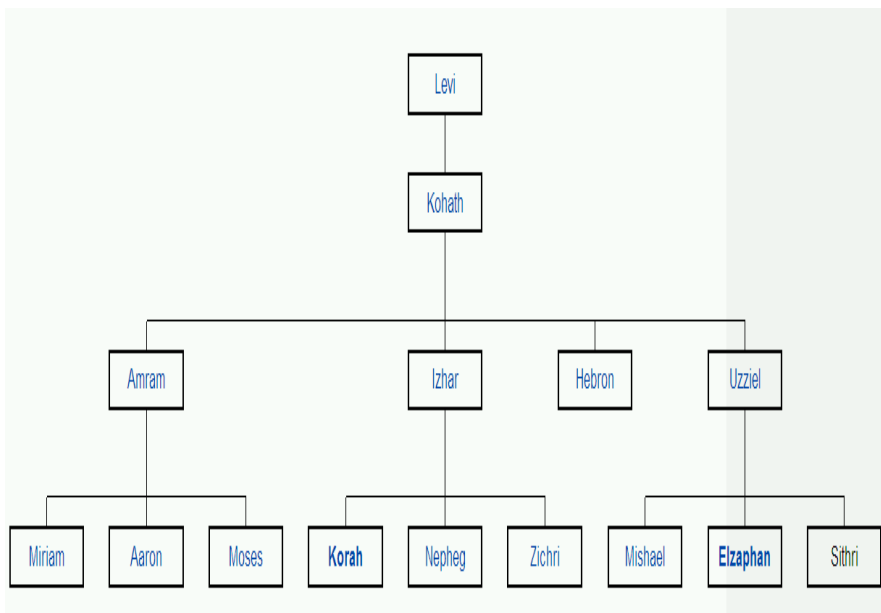 Levi
Kohath
Amram Izhar Hebron Uzziel
Miriam Aaron Moses Korah Nepheg Zichri Mishael Elzaphan Sithri